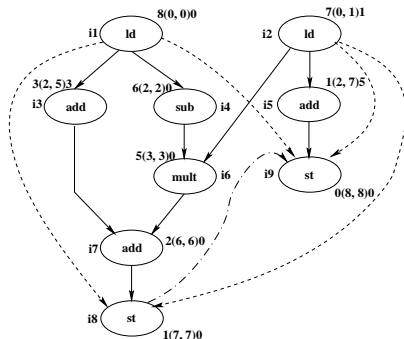 8(0, 0)0
7(0, 1)1
i1 ld
i2 ld
3(2, 5)3
6(2, 2)0
1(2, 7)5
i3 add
sub i4
i5 add
5(3, 3)0
mult i6
i9 st
0(8, 8)0
i7 add 2(6, 6)0
i8 st
1(7, 7)0